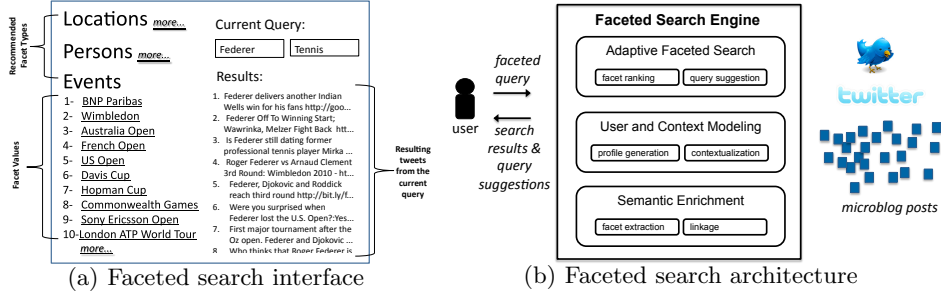 Recommended
Facet Types
Facet Values
Locations more...
Persons more...
Events
1- BNP Paribas
2- Wimbledon
3- Australia Open
4- French Open
5- US Open
6- Davis Cup
7- Hopman Cup
8- Commonwealth Games
9- Sony Ericsson Open
10-London ATP World Tour
more...
Current Query:
Federer Tennis
Results:
1. Federer delivers another Indian
Wells win for his fans http://goo...
2. Federer Off To Winning Start;
Wawrinka, Melzer Fight Back htt...
3. Is Federer still dating former
professional tennis player Mirka ...
4. Roger Federer vs Arnaud Clement
3rd Round: Wimbledon 2010 - ht...
5. Federer, Djokovic and Roddick
reach third round http://bit.ly/f...
6. Were you surprised when
Federer lost the U.S. Open?:Yes...
7. First major tournament after the
Oz open. Federer and Djokovic ...
8. Who thinks that Roger Federer is
Resulting
tweets
from the
current
query
(a) Faceted search interface
user
faceted
query
search
results &
query
suggestions
Faceted Search Engine
Adaptive Faceted Search
facet ranking query suggestion
User and Context Modeling
profile generation contextualization
Semantic Enrichment
facet extraction linkage
twitter
microblog posts
(b) Faceted search architecture